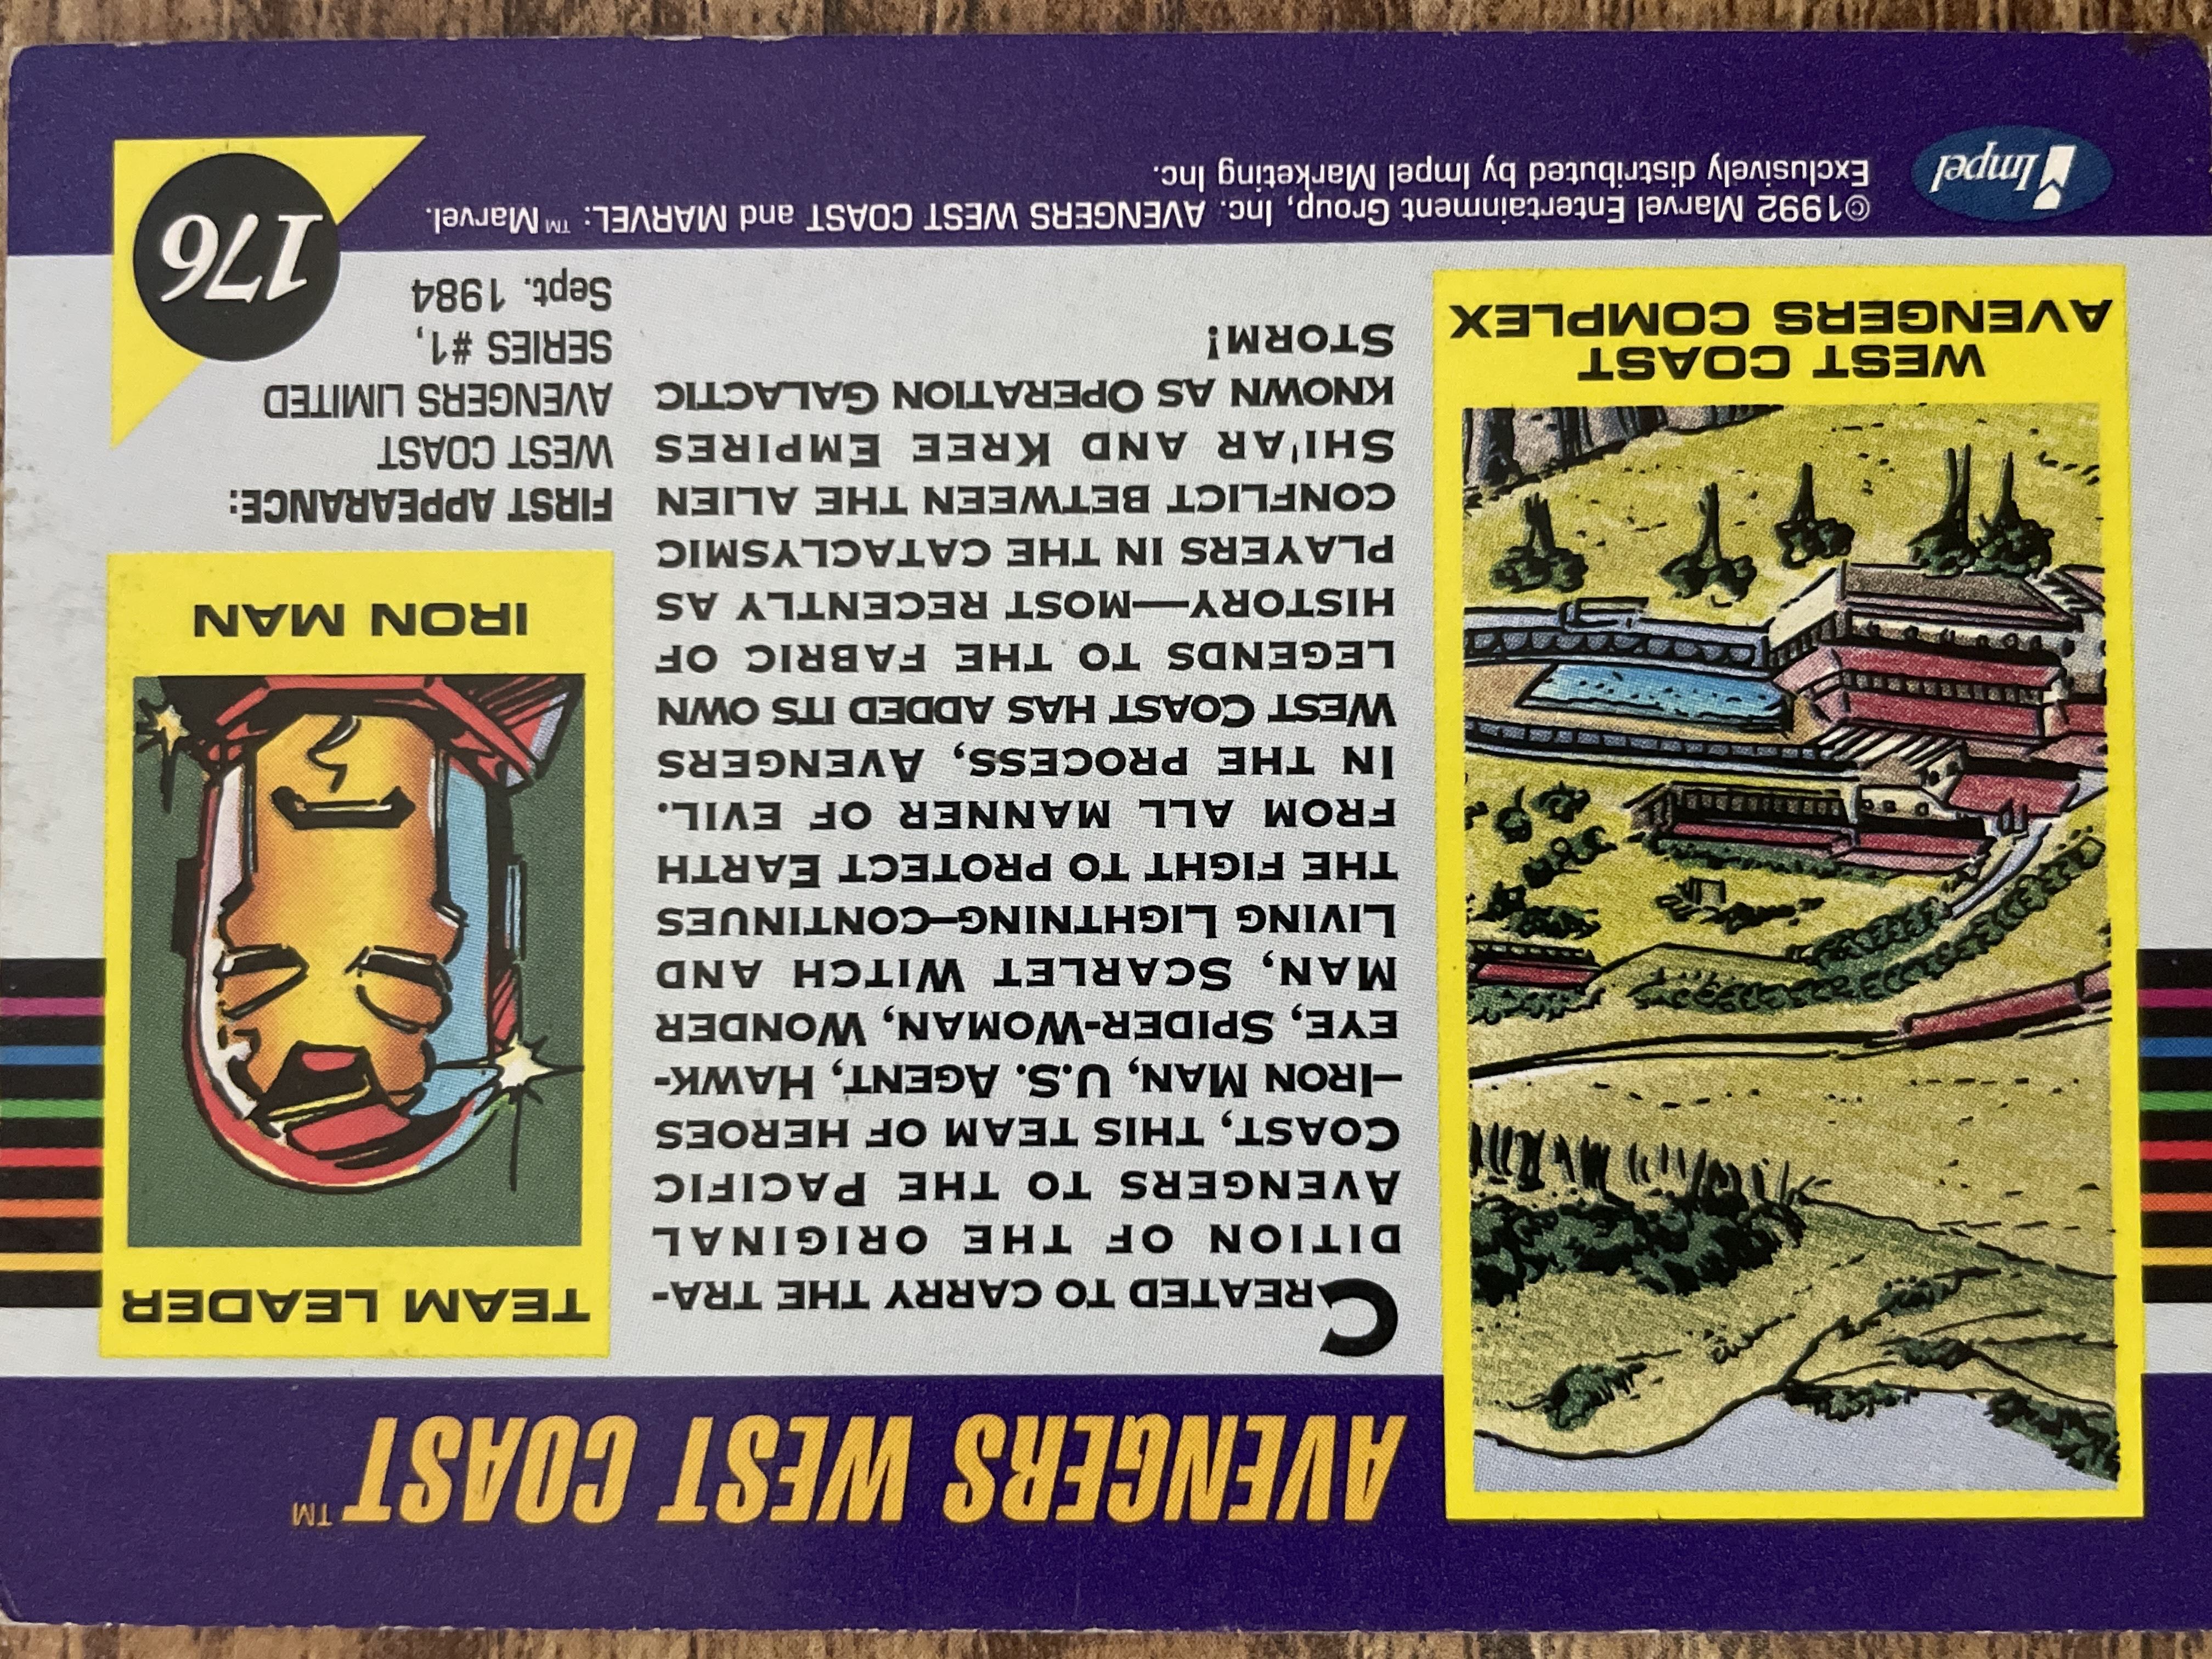 AVENGERS WEST COAST™
WEST COAST
AVENGERS COMPLEX
CREATED TO CARRY THE TRA-
DITION OF THE ORIGINAL
AVENGERS TO THE PACIFIC
COAST, THIS TEAM OF HEROES
–IRON MAN, U.S. AGENT, HAWK-
EYE, SPIDER-WOMAN, WONDER
MAN, SCARLET WITCH AND
LIVING LIGHTNING–CONTINUES
THE FIGHT TO PROTECT EARTH
FROM ALL MANNER OF EVIL.
IN THE PROCESS, AVENGERS
WEST COAST HAS ADDED ITS OWN
LEGENDS TO THE FABRIC OF
HISTORY—MOST RECENTLY AS
PLAYERS IN THE CATACLYSMIC
CONFLICT BETWEEN THE ALIEN
SHI'AR AND KREE EMPIRES
KNOWN AS OPERATION GALACTIC
STORM!
TEAM LEADER
IRON MAN
FIRST APPEARANCE:
WEST COAST
AVENGERS LIMITED
SERIES #1,
Sept. 1984
Impel
©1992 Marvel Entertainment Group, Inc. AVENGERS WEST COAST and MARVEL: ™ Marvel.
Exclusively distributed by Impel Marketing Inc.
176